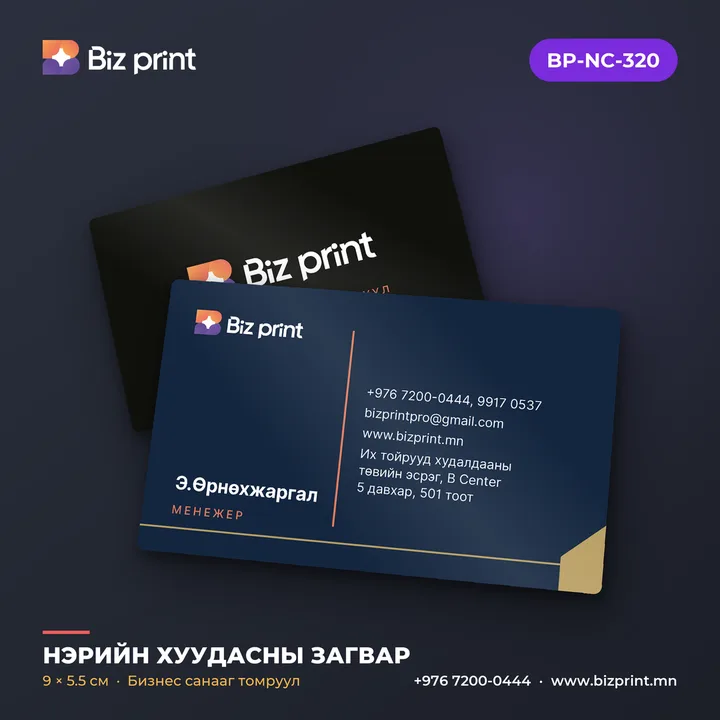 Biz print
BP-NC-320
Biz print
Biz print
+976 7200-0444, 9917 0537
bizprintpro@gmail.com
www.bizprint.mn
Их тойрууд худалдааны
төвийн эсрэг, B Center
5 давхар, 501 тоот
Э.Өрнөхжаргал
МЕНЕЖЕР
НЭРИЙН ХУУДАСНЫ ЗАГВАР
9 × 5.5 см · Бизнес санааг томруул
+976 7200-0444 · www.bizprint.mn